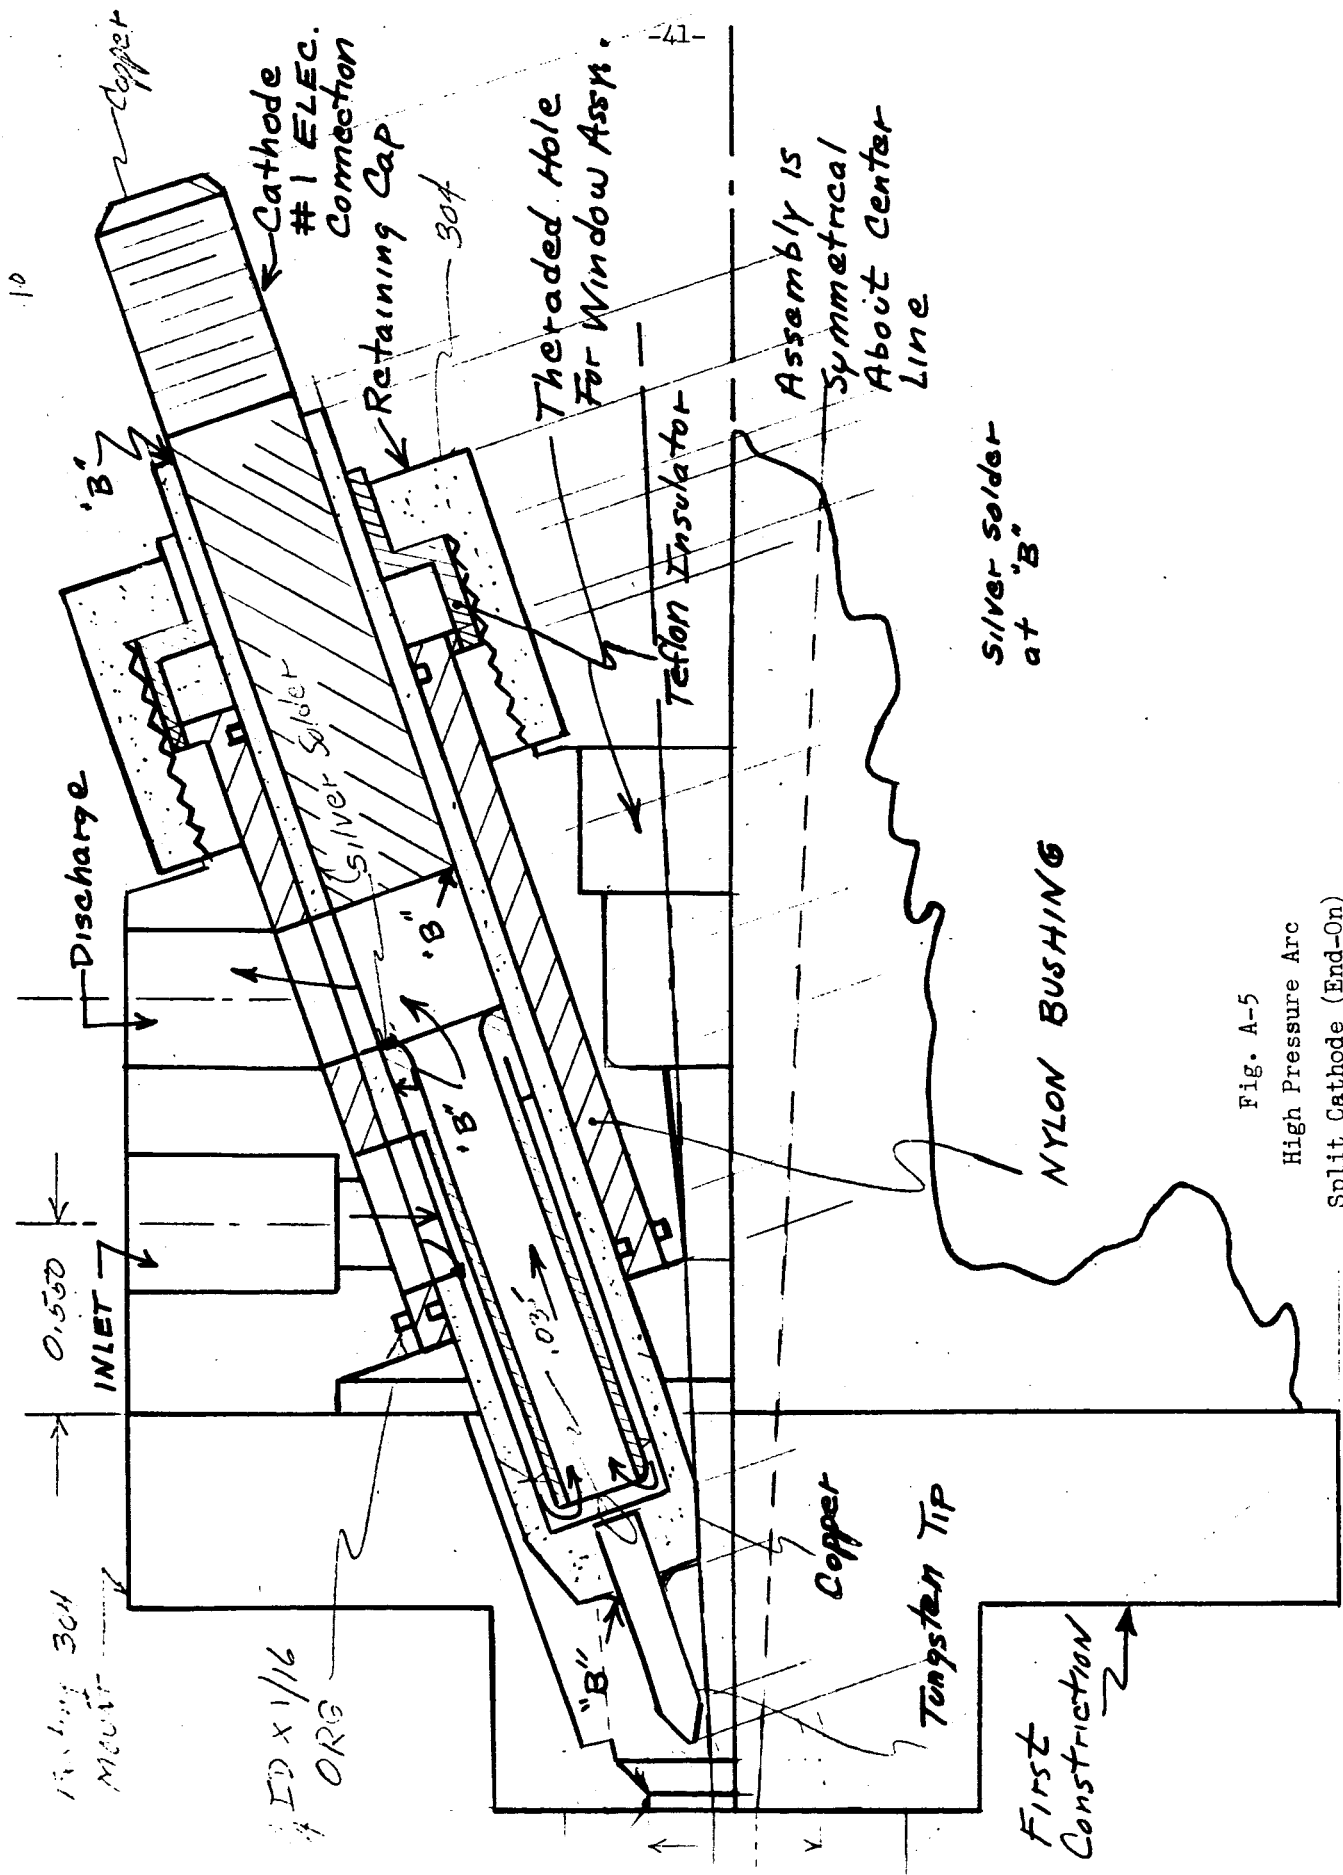 -41-
Copper
Cathode
#1 ELEC.
Connection
Retaining Cap
304
Theraded Hole
For Window Assm.
"B"
Teflon Insulator
Assembly is
Symmetrical
About Center
Line
Silver Solder
Discharge
"B"
"B"
Silver Solder
at "B"
0.550
INLET
.03
NYLON BUSHING
304
ID X 1/16
ORG
"B"
Copper
Tungsten Tip
First
Constriction
Fig. A-5
High Pressure Arc
Split Cathode (End-On)